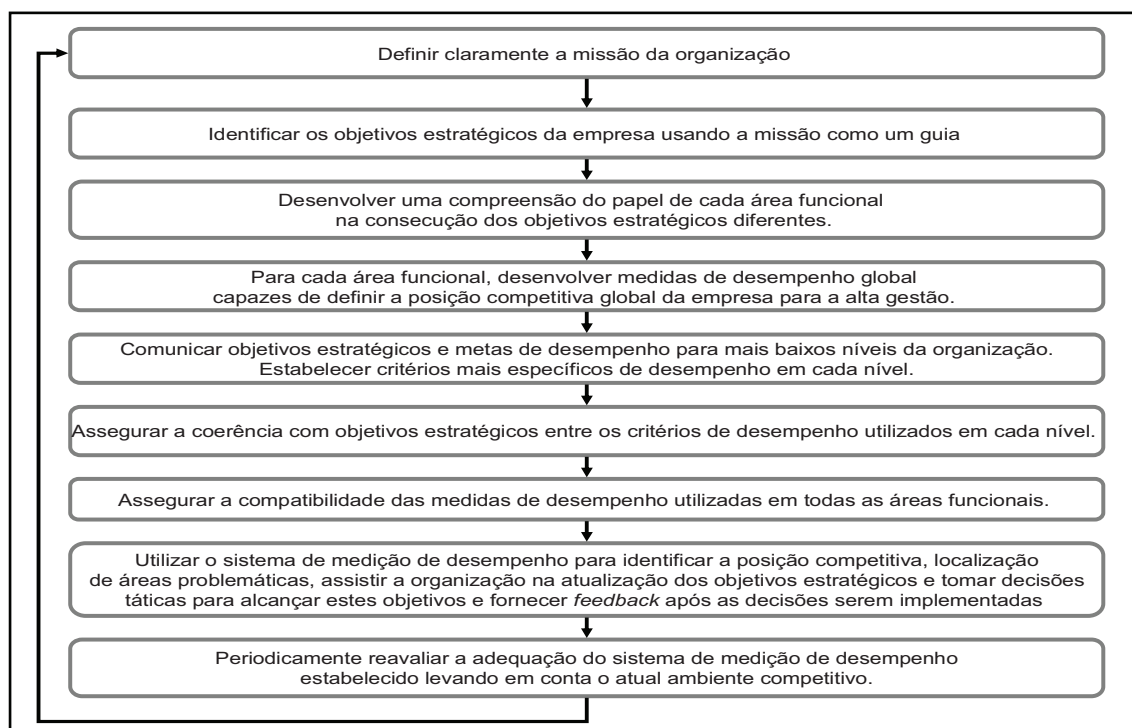 Definir claramente a missão da organização
Identificar os objetivos estratégicos da empresa usando a missão como um guia
Desenvolver uma compreensão do papel de cada área funcional
na consecução dos objetivos estratégicos diferentes.
Para cada área funcional, desenvolver medidas de desempenho global
capazes de definir a posição competitiva global da empresa para a alta gestão.
Comunicar objetivos estratégicos e metas de desempenho para mais baixos níveis da organização.
Estabelecer critérios mais específicos de desempenho em cada nível.
Assegurar a coerência com objetivos estratégicos entre os critérios de desempenho utilizados em cada nível.
Assegurar a compatibilidade das medidas de desempenho utilizadas em todas as áreas funcionais.
Utilizar o sistema de medição de desempenho para identificar a posição competitiva, localização
de áreas problemáticas, assistir a organização na atualização dos objetivos estratégicos e tomar decisões
táticas para alcançar estes objetivos e fornecer feedback após as decisões serem implementadas
Periodicamente reavaliar a adequação do sistema de medição de desempenho
estabelecido levando em conta o atual ambiente competitivo.